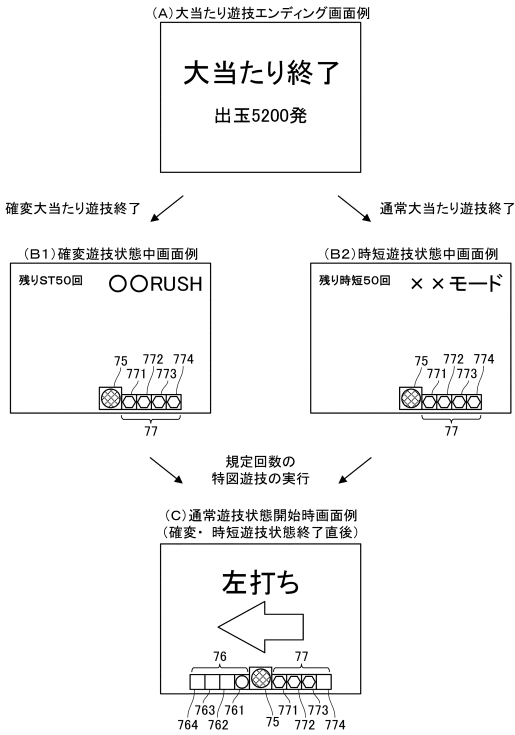 (A)大当たり遊技エンディング画面例
大当たり終了
出玉5200発
確変大当たり遊技終了
通常大当たり遊技終了
(B1)確変遊技状態中画面例
残りST50回
〇〇RUSH
75
771
772
773
774
77
(B2)時短遊技状態中画面例
残り時短50回
××モード
75
771
772
773
774
77
規定回数の
特図遊技の実行
(C)通常遊技状態開始時画面例
(確変・時短遊技状態終了直後)
左打ち
76
77
764
763
762
761
75
771
772
773
774